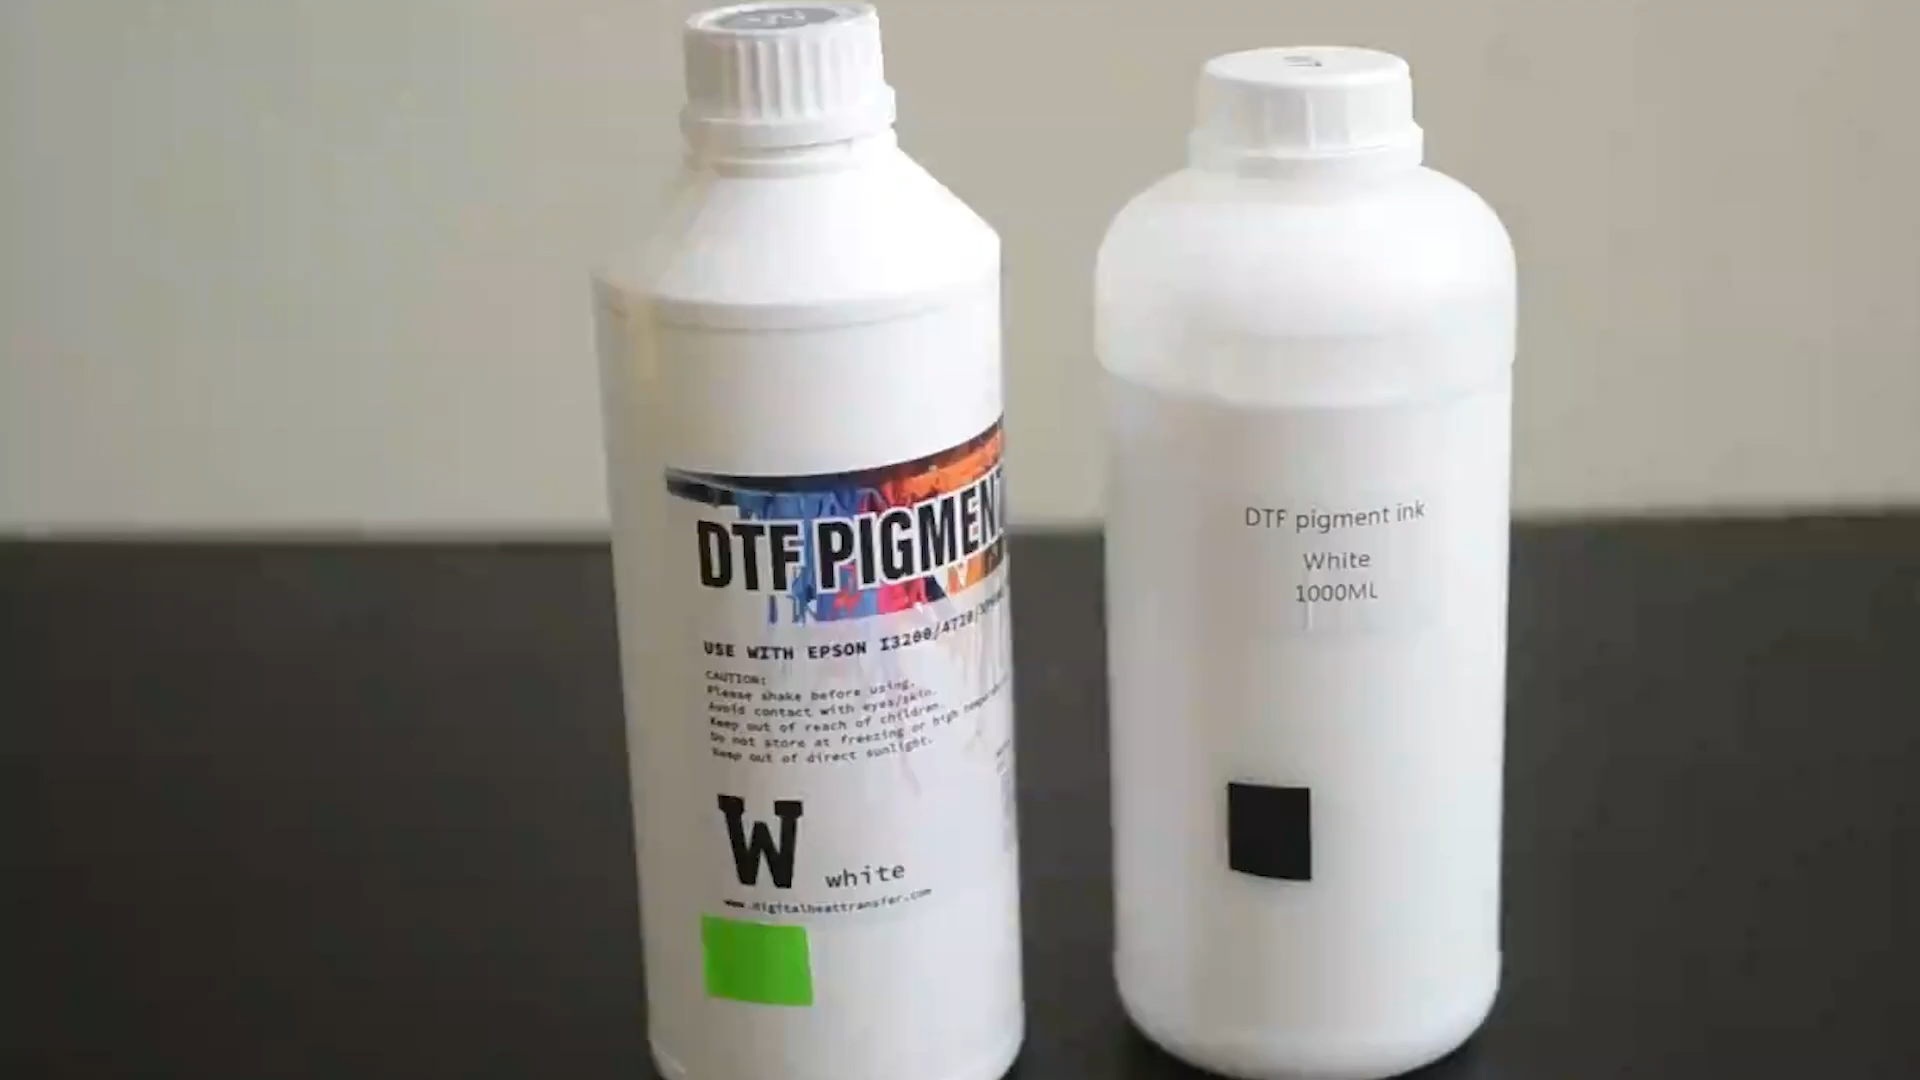 DTF PIGMENT
USE WITH EPSON I3200/4720/
CAUTION:
Please shake before using.
Avoid contact with eyes/skin.
Keep out of reach of children.
Do not store at freezing or high
Keep out of direct sunlight.
W white
www.digitalheattransfer.com
DTF pigment ink
White
1000ML